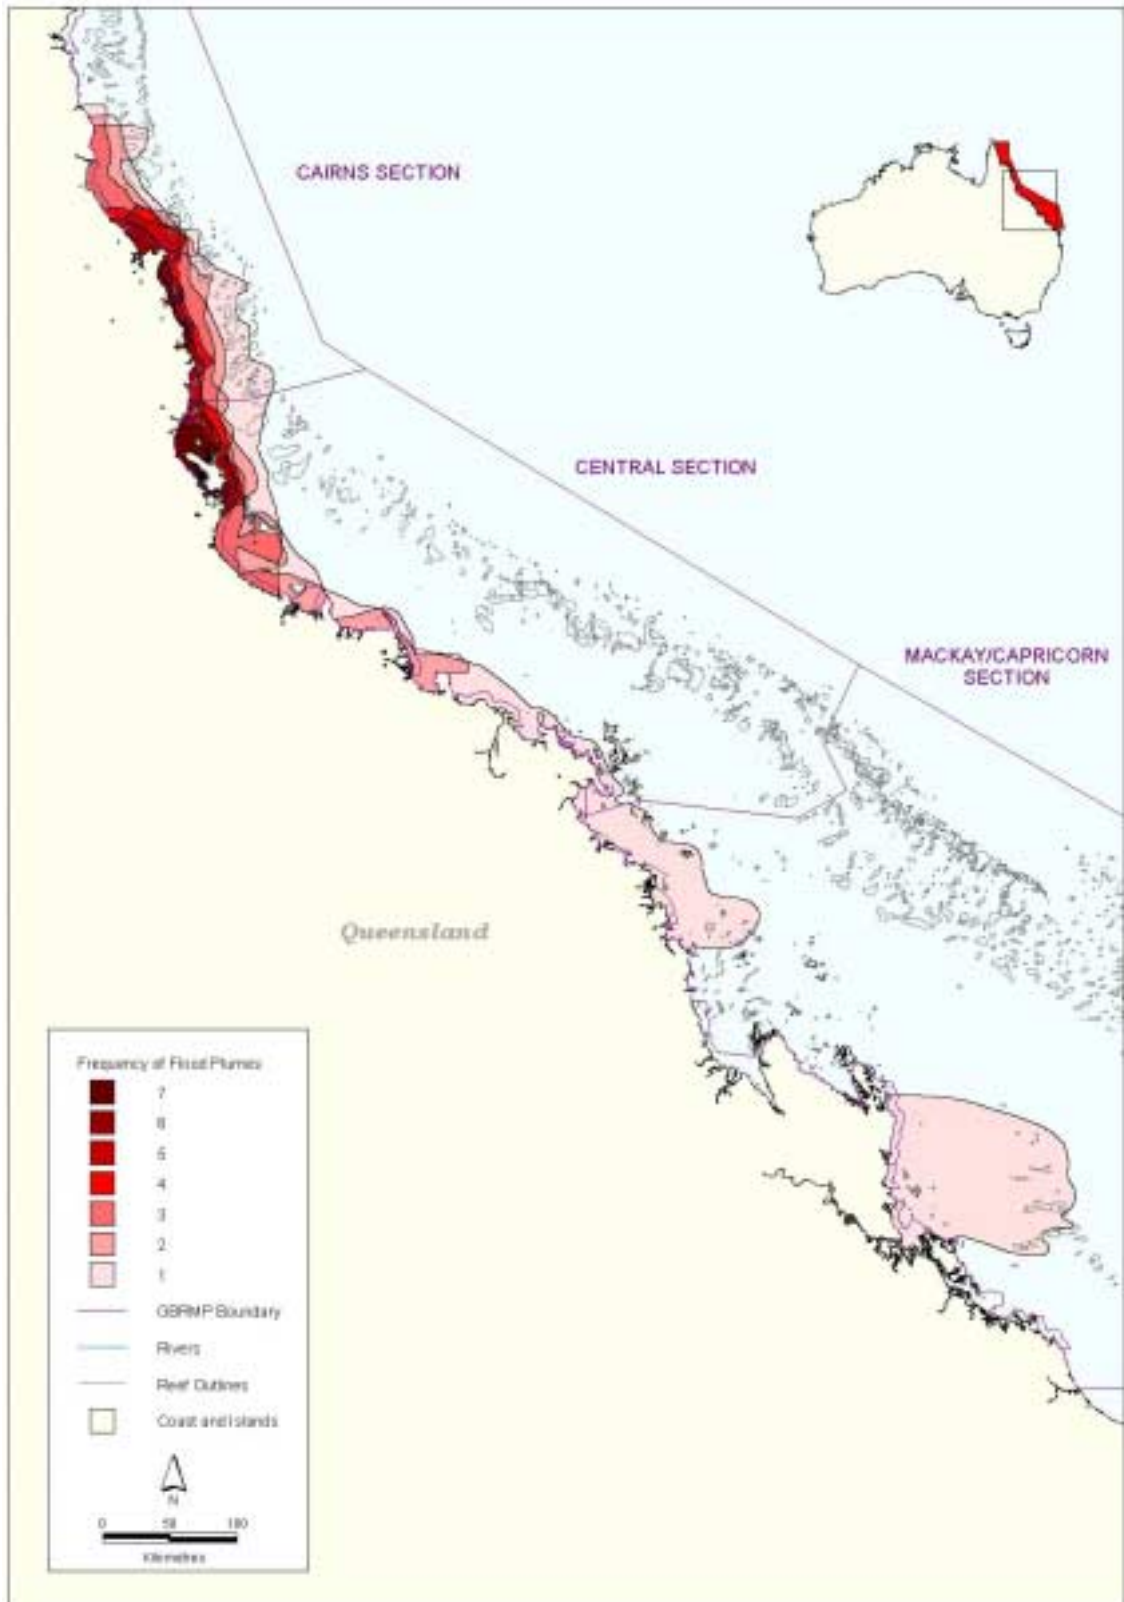 CAIRNS SECTION
CENTRAL SECTION
MACKAY/CAPRICORN
SECTION
Queensland
Frequency of Flood Plumes
7
6
5
4
3
2
1
GBRMP Boundary
Rivers
Reef Outlines
Coast and Islands
N
0 50 100
Kilometres